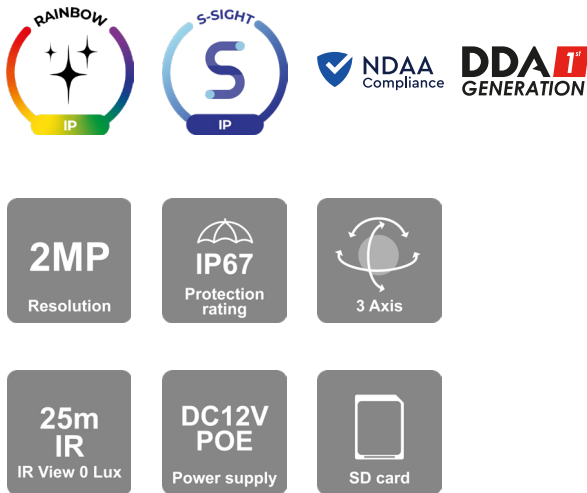 RAINBOW
IP
S-SIGHT
S
IP
NDAA
Compliance
DDA 1st
GENERATION
2MP
Resolution
IP67
Protection
rating
3 Axis
25m
IR
IR View 0 Lux
DC12V
POE
Power supply
SD card